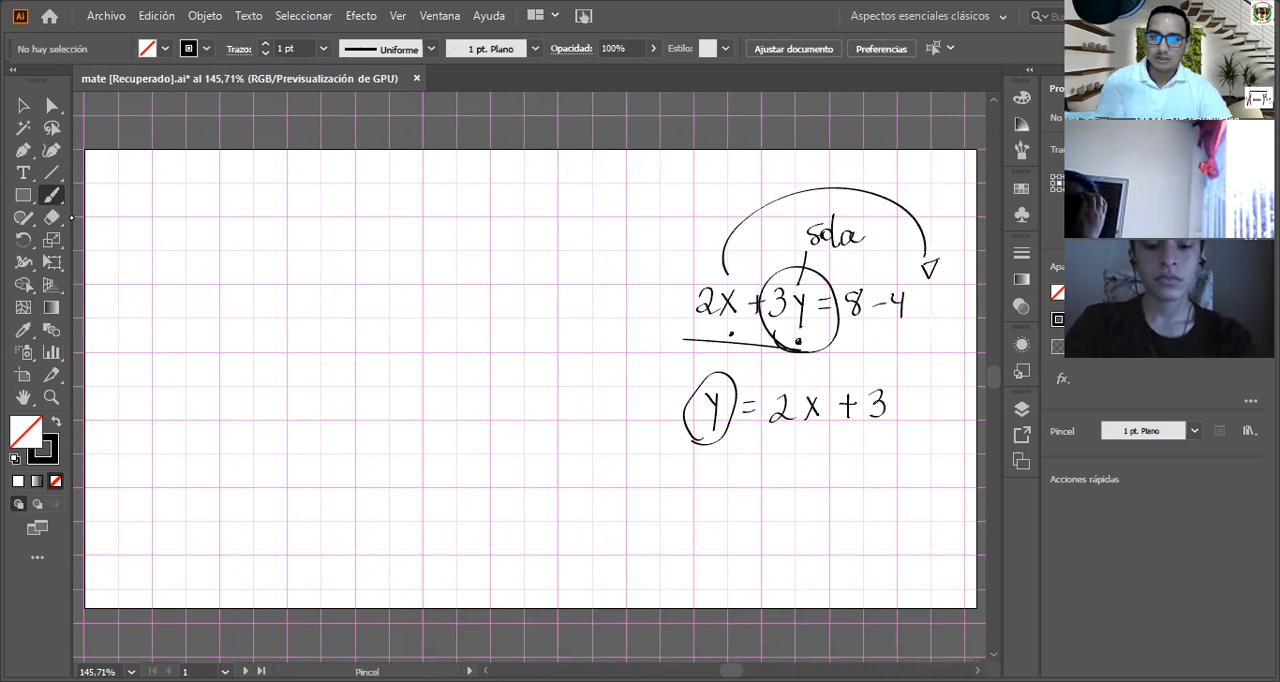 Ai Archivo Edición Objeto Texto Seleccionar Efecto Ver Ventana Ayuda Aspectos esenciales clásicos
No hay selección Trazo: 1 pt Uniforme 1 pt. Plano Opacidad: 100% Estilo: Ajustar documento Preferencias
mate [Recuperado].ai* al 145,71% (RGB/Previsualización de GPU)
sola
2x + 3y = 8 - 4
y = 2x + 3
fx.
Pincel 1 pt. Plano
Acciones rápidas
145,71% 1 Pincel